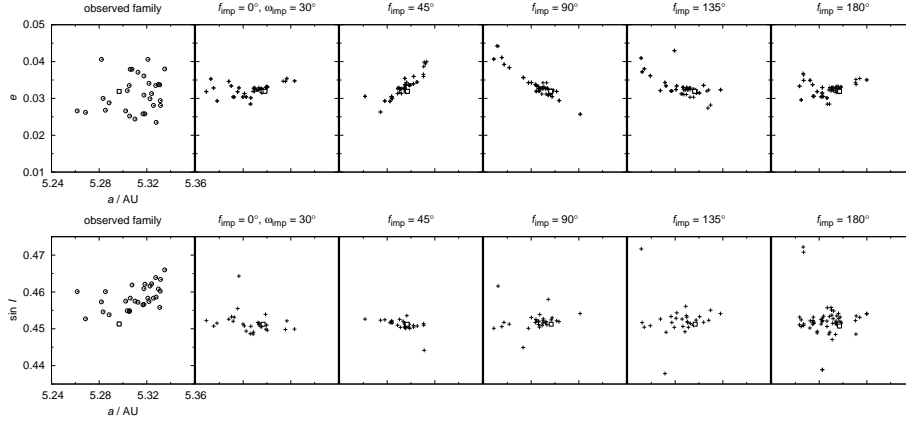 observed family
f_imp = 0°, ω_imp = 30°
f_imp = 45°
f_imp = 90°
f_imp = 135°
f_imp = 180°
0.05
0.04
0.03
0.02
0.01
e
5.24 5.28 5.32 5.36
a / AU
observed family
f_imp = 0°, ω_imp = 30°
f_imp = 45°
f_imp = 90°
f_imp = 135°
f_imp = 180°
0.47
0.46
0.45
0.44
sin I
5.24 5.28 5.32 5.36
a / AU